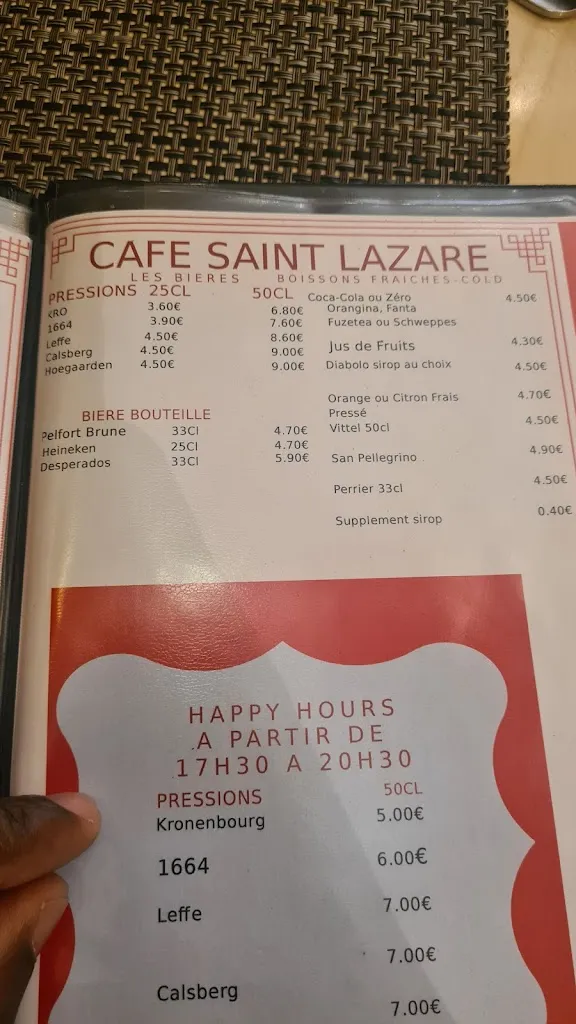 CAFE SAINT LAZARE
LES BIERES
PRESSIONS 25CL 50CL
KRO 3.60€ 6.80€
1664 3.90€ 7.60€
Leffe 4.50€ 8.60€
Calsberg 4.50€ 9.00€
Hoegaarden 4.50€ 9.00€
BIERE BOUTEILLE
Pelfort Brune 33Cl 4.70€
Heineken 25Cl 4.70€
Desperados 33Cl 5.90€
BOISSONS FRAICHES-COLD
Coca-Cola ou Zéro 4.50€
Orangina, Fanta
Fuzetea ou Schweppes
Jus de Fruits 4.30€
Diabolo sirop au choix 4.50€
Orange ou Citron Frais 4.70€
Pressé
Vittel 50cl 4.50€
San Pellegrino 4.90€
Perrier 33cl 4.50€
Supplement sirop 0.40€
HAPPY HOURS
A PARTIR DE
17H30 A 20H30
PRESSIONS 50CL
Kronenbourg 5.00€
1664 6.00€
Leffe 7.00€
7.00€
Calsberg
7.00€